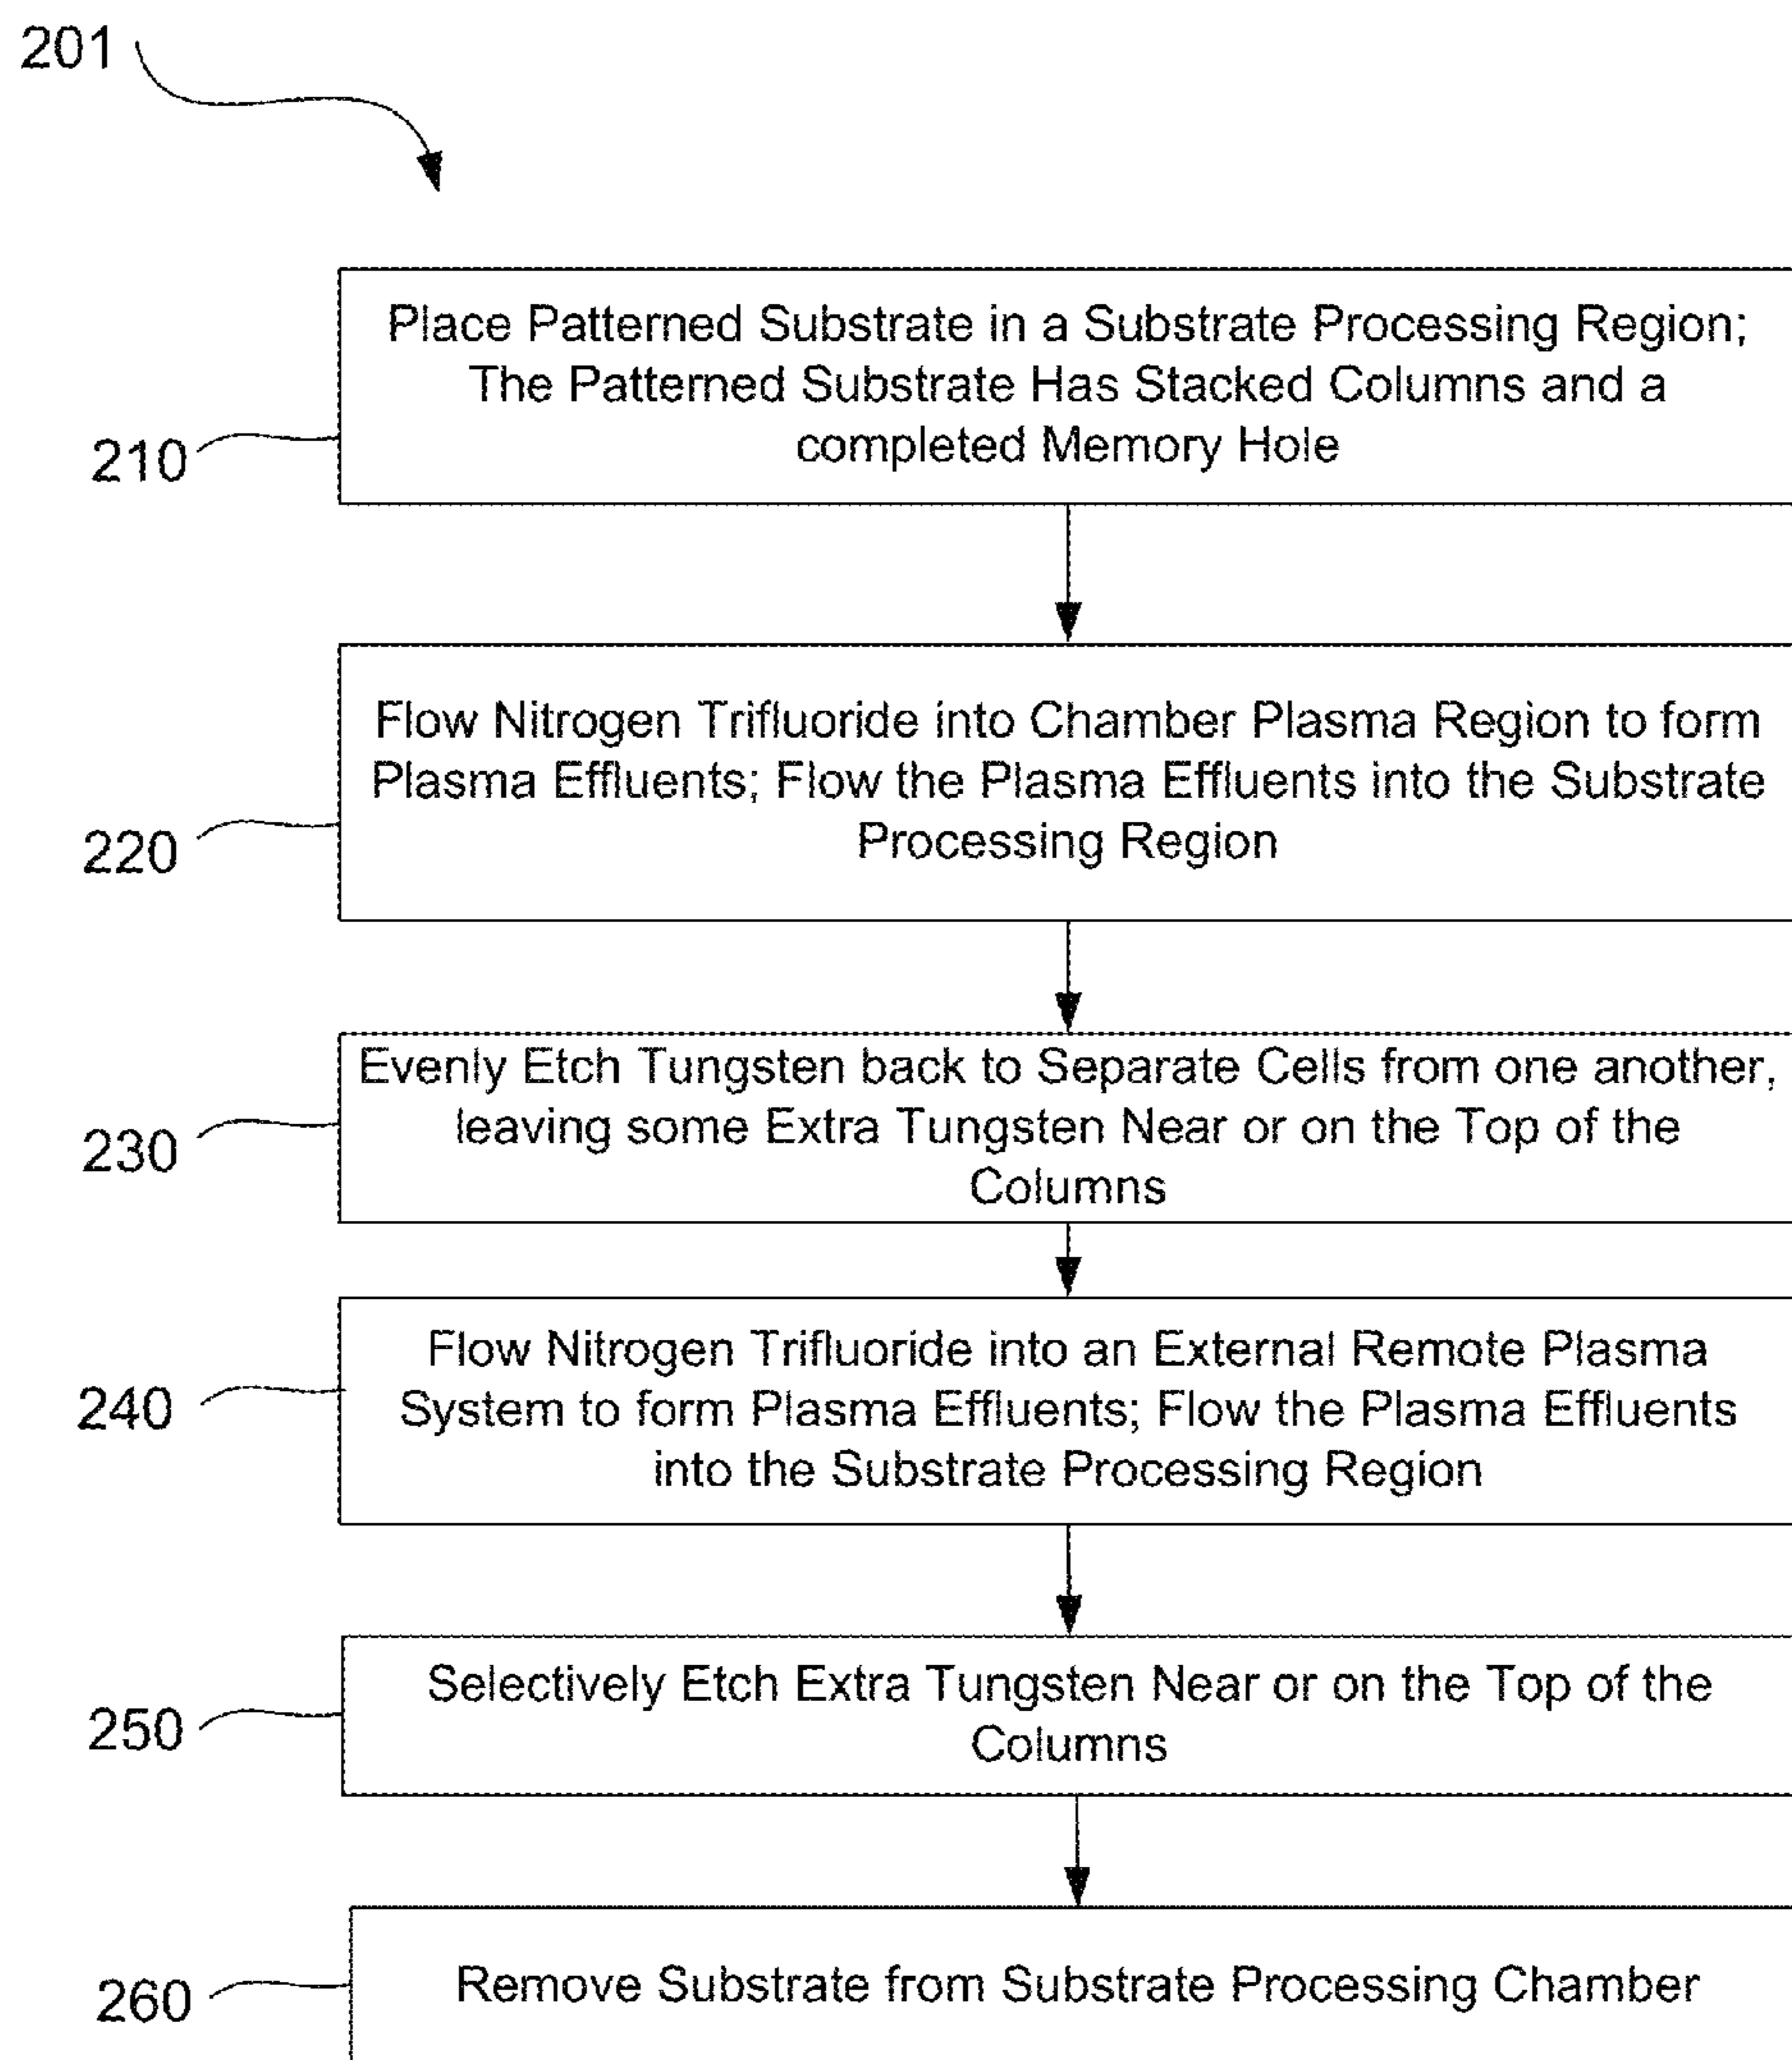 201
Place Patterned Substrate in a Substrate Processing Region;
The Patterned Substrate Has Stacked Columns and a
completed Memory Hole
210
Flow Nitrogen Trifluoride into Chamber Plasma Region to form
Plasma Effluents; Flow the Plasma Effluents into the Substrate
Processing Region
220
Evenly Etch Tungsten back to Separate Cells from one another,
leaving some Extra Tungsten Near or on the Top of the
Columns
230
Flow Nitrogen Trifluoride into an External Remote Plasma
System to form Plasma Effluents; Flow the Plasma Effluents
into the Substrate Processing Region
240
Selectively Etch Extra Tungsten Near or on the Top of the
Columns
250
Remove Substrate from Substrate Processing Chamber
260